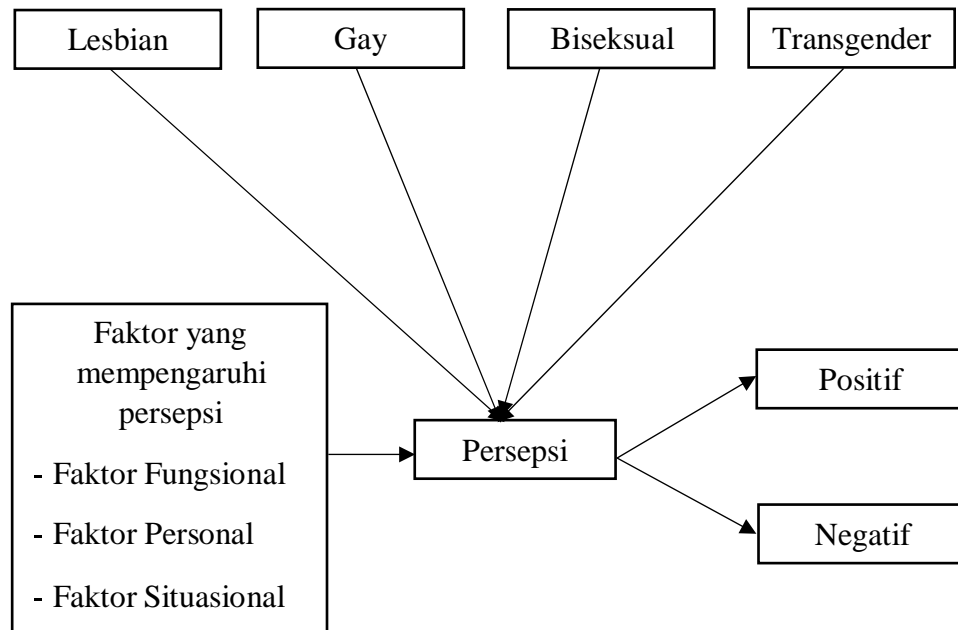 Lesbian
Gay
Biseksual
Transgender
Faktor yang
mempengaruhi
persepsi
- Faktor Fungsional
- Faktor Personal
- Faktor Situasional
Persepsi
Positif
Negatif